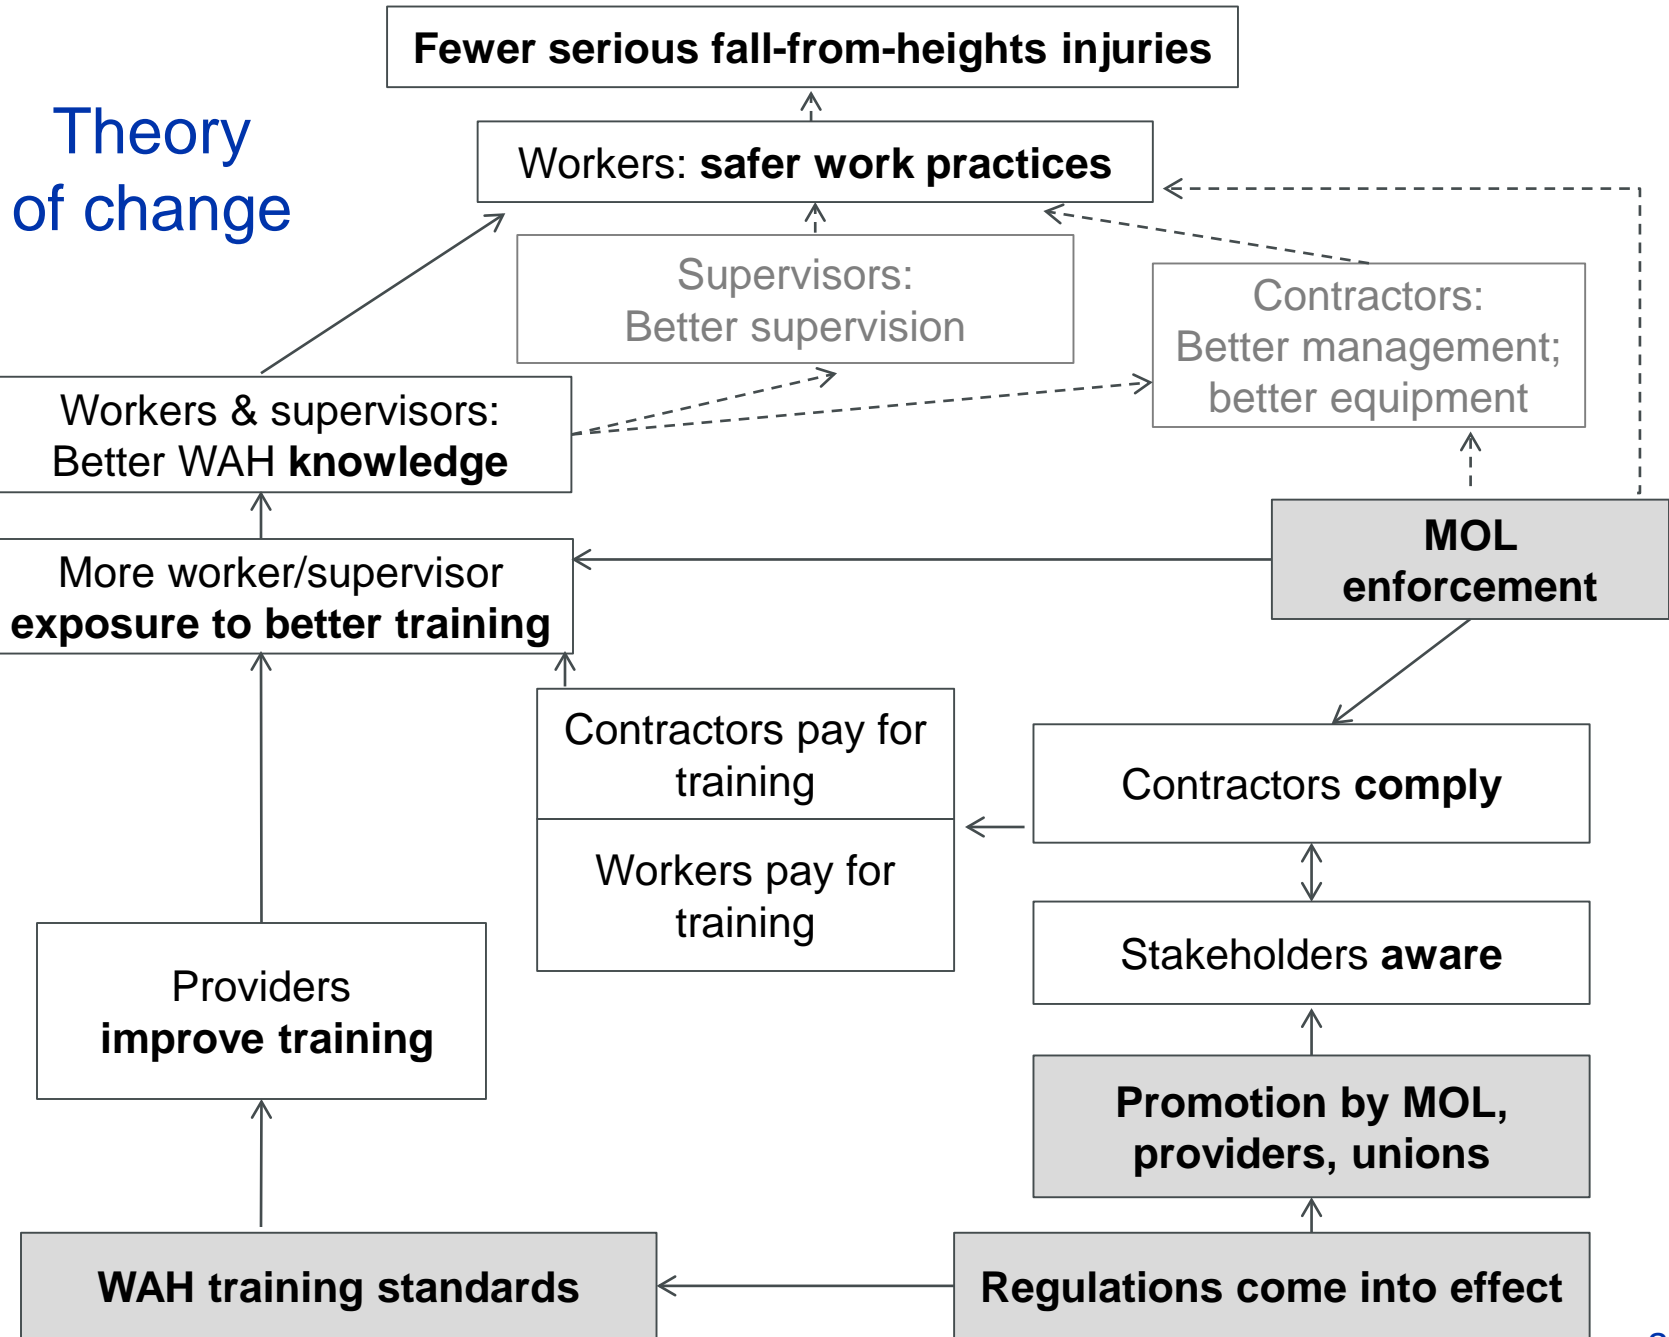 Fewer serious fall-from-heights injuries
Theory
of change
Workers: safer work practices
Supervisors:
Better supervision
Contractors:
Better management;
better equipment
Workers & supervisors:
Better WAH knowledge
MOL
enforcement
More worker/supervisor
exposure to better training
Contractors pay for
training
Contractors comply
Workers pay for
training
Stakeholders aware
Providers
improve training
Promotion by MOL,
providers, unions
WAH training standards
Regulations come into effect